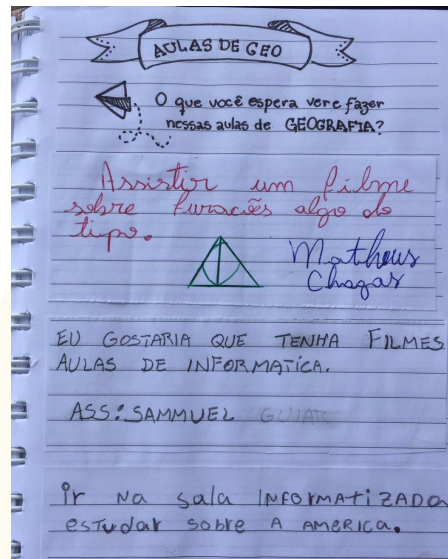 AULAS DE GEO
O que você espera ver e fazer
nessas aulas de GEOGRAFIA?
Assistir um filme
sobre furacões algo do
tipo.
Matheus
Chagas
EU GOSTARIA QUE TENHA FILMES
AULAS DE INFORMATICA.
ASS: SAMMUEL
ir Na sala INFORMATIZADA
estudar sobre A AMERICA.